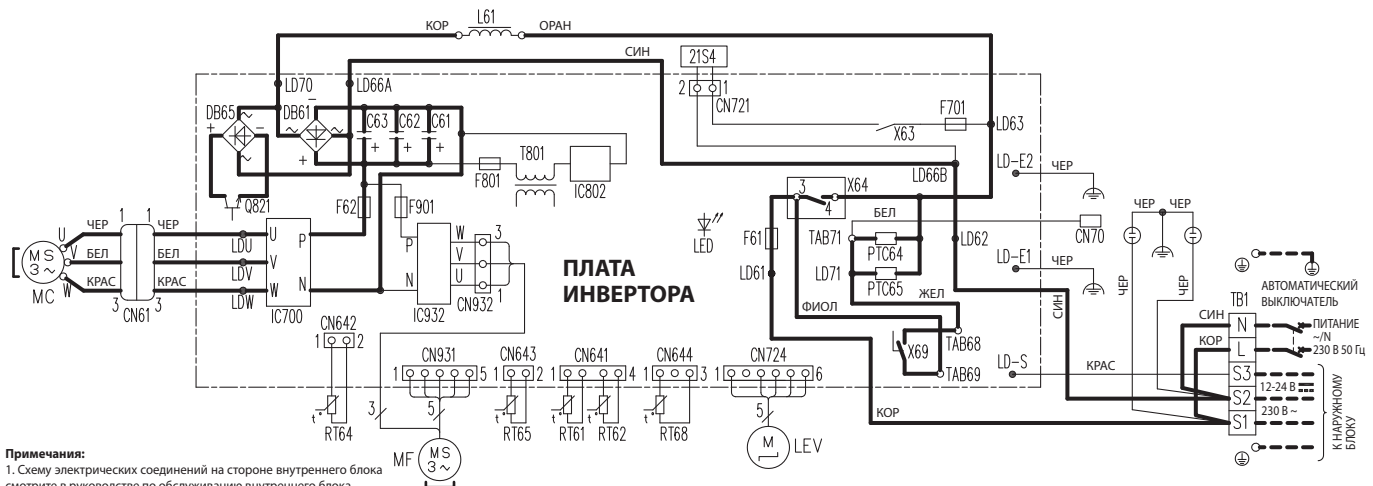 КОР L61 ОРАН
СИН
21S4
2 1
CN721
LD70 LD66A
DB65 DB61
C63 C62 C61
+ - ~ ~
- ~ ~ +
+ + +
F701
X63
LD63
T801
F801
IC802
LD66B
LD-E2 ЧЕР
Q821
F62 F901
3 X64
4
БЕЛ
CN70
LED
F61
TAB71
PTC64
LD62
ЧЕР ЧЕР
U ЧЕР 1 1 ЧЕР LDU U P
V БЕЛ БЕЛ LDV V
W КРАС 3 3 КРАС LDW W N
MS 3~
MC
CN61
IC700
P W 3
V
N U 1
IC932
CN932
ПЛАТА
ИНВЕРТОРА
LD61
LD71
PTC65
LD-E1 ЧЕР
ЧЕР ЧЕР
ФИОЛ
ЖЕЛ
СИН
АВТОМАТИЧЕСКИЙ
ВЫКЛЮЧАТЕЛЬ
TB1
СИН N ПИТАНИЕ
~/N
КОР L 230 В 50 Гц
X69
TAB68
TAB69
LD-S
КРАС
S3
12-24 В
S2
230 В ~
S1
К НАРУЖНОМУ
БЛОКУ
CN642
1 2
CN931
1 5
CN643
1 2
CN641
1 4
CN644
1 3
CN724
1 6
t° RT64
3 5
t° RT65
t° RT61
t° RT62
t° RT68
5
КОР
MF MS 3~
M LEV
Примечания:
1. Схему электрических соединений на стороне внутреннего блока
смотрите в руководстве по обслуживанию внутреннего блока